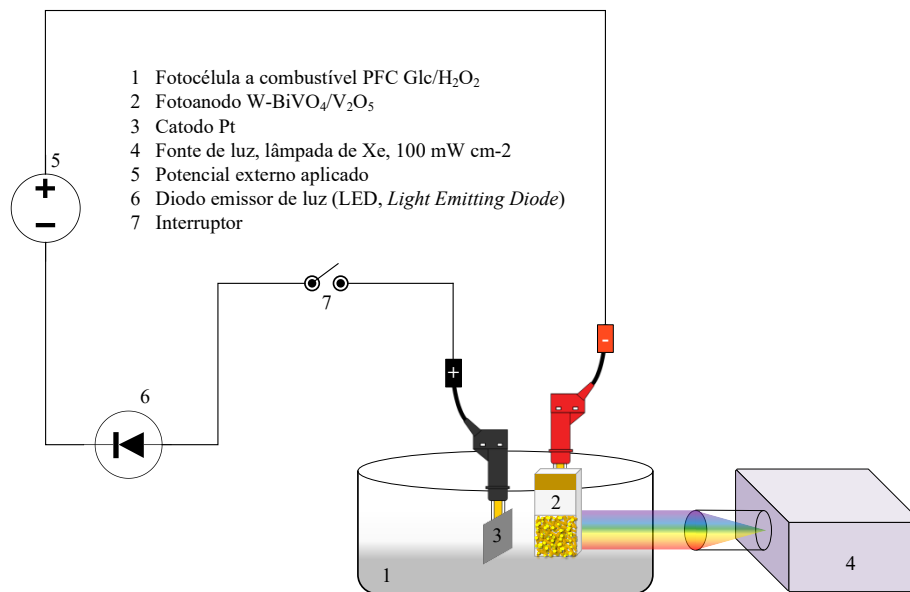 1 Fotocélula a combustível PFC Glc/H₂O₂
2 Fotoanodo W-BiVO₄/V₂O₅
3 Catodo Pt
4 Fonte de luz, lâmpada de Xe, 100 mW cm-2
5 Potencial externo aplicado
6 Diodo emissor de luz (LED, Light Emitting Diode)
7 Interruptor
5
+
−
7
-
+
6
2
3
4
1